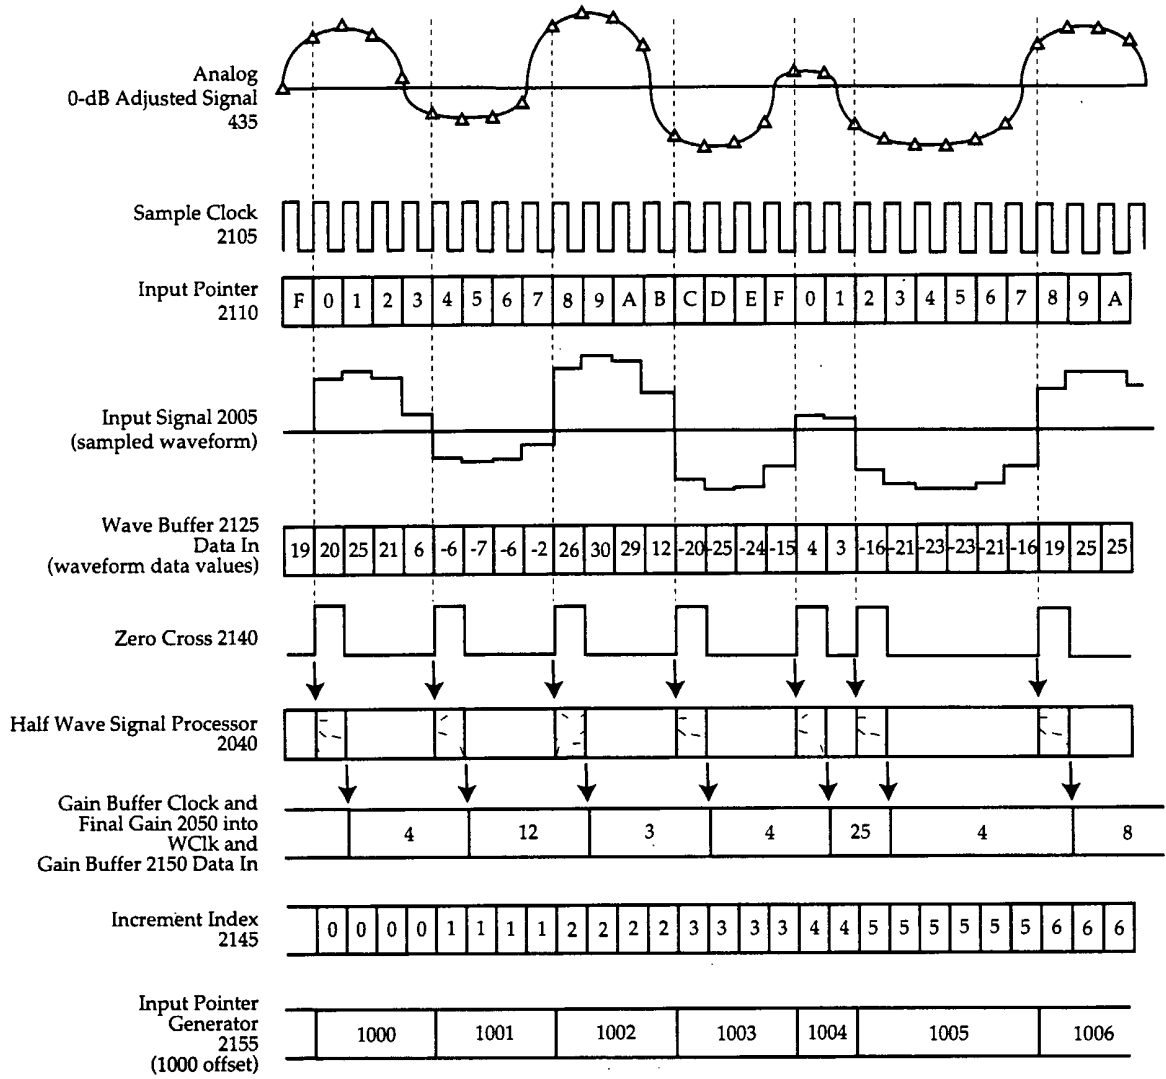 Analog
0-dB Adjusted Signal
435
Sample Clock
2105
Input Pointer
2110
F 0 1 2 3 4 5 6 7 8 9 A B C D E F 0 1 2 3 4 5 6 7 8 9 A
Input Signal 2005
(sampled waveform)
Wave Buffer 2125
Data In
(waveform data values)
19 20 25 21 6 -6 -7 -6 -2 26 30 29 12 -20 -25 -24 -15 4 3 -16 -21 -23 -23 -21 -16 19 25 25
Zero Cross 2140
Half Wave Signal Processor
2040
Gain Buffer Clock and
Final Gain 2050 into
WClk and
Gain Buffer 2150 Data In
4 12 3 4 25 4 8
Increment Index
2145
0 0 0 0 1 1 1 1 2 2 2 2 3 3 3 3 4 4 5 5 5 5 5 5 6 6 6
Input Pointer
Generator
2155
(1000 offset)
1000 1001 1002 1003 1004 1005 1006